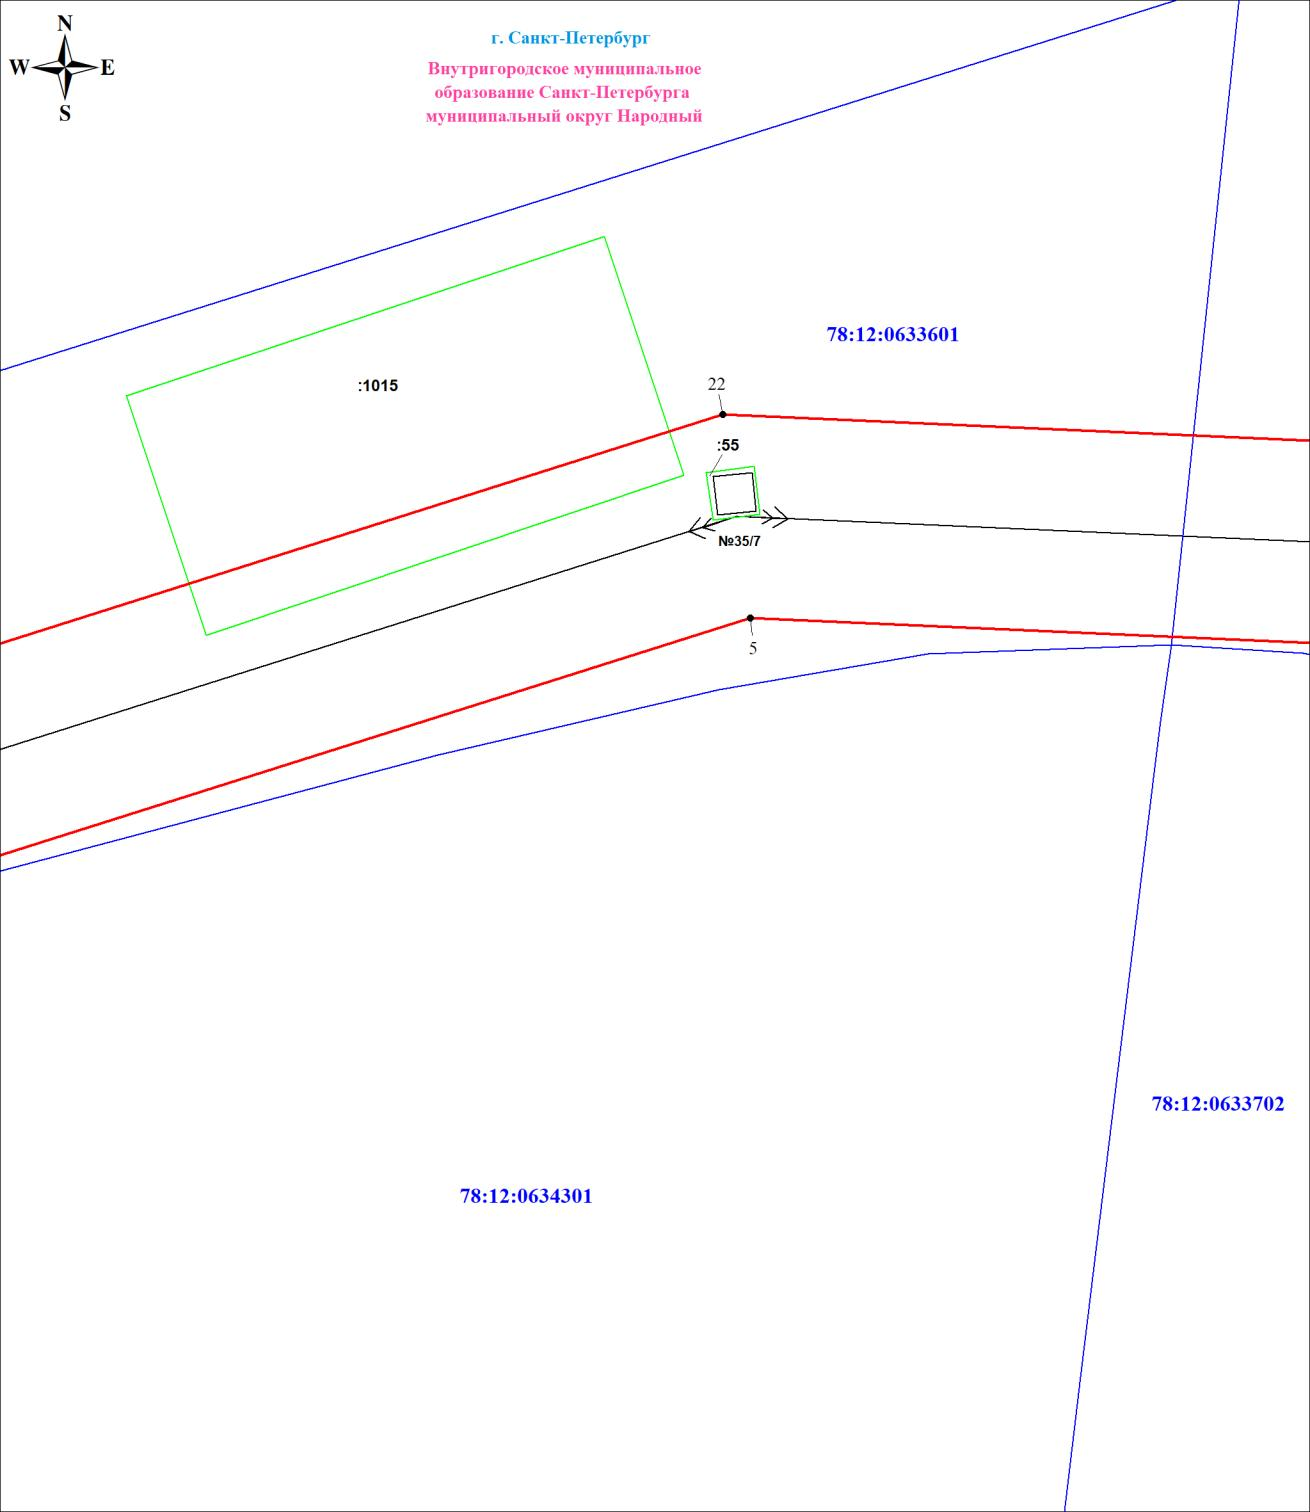 N
W E
S
г. Санкт-Петербург
Внутригородское муниципальное
образование Санкт-Петербурга
муниципальный округ Народный
78:12:0633601
:1015
22
:55
№35/7
5
78:12:0633702
78:12:0634301